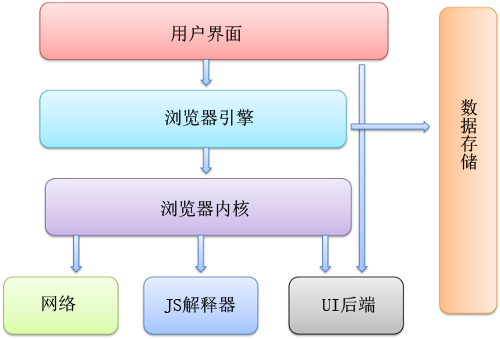 用户界面
浏览器引擎
数据存储
浏览器内核
网络
JS解释器
UI后端